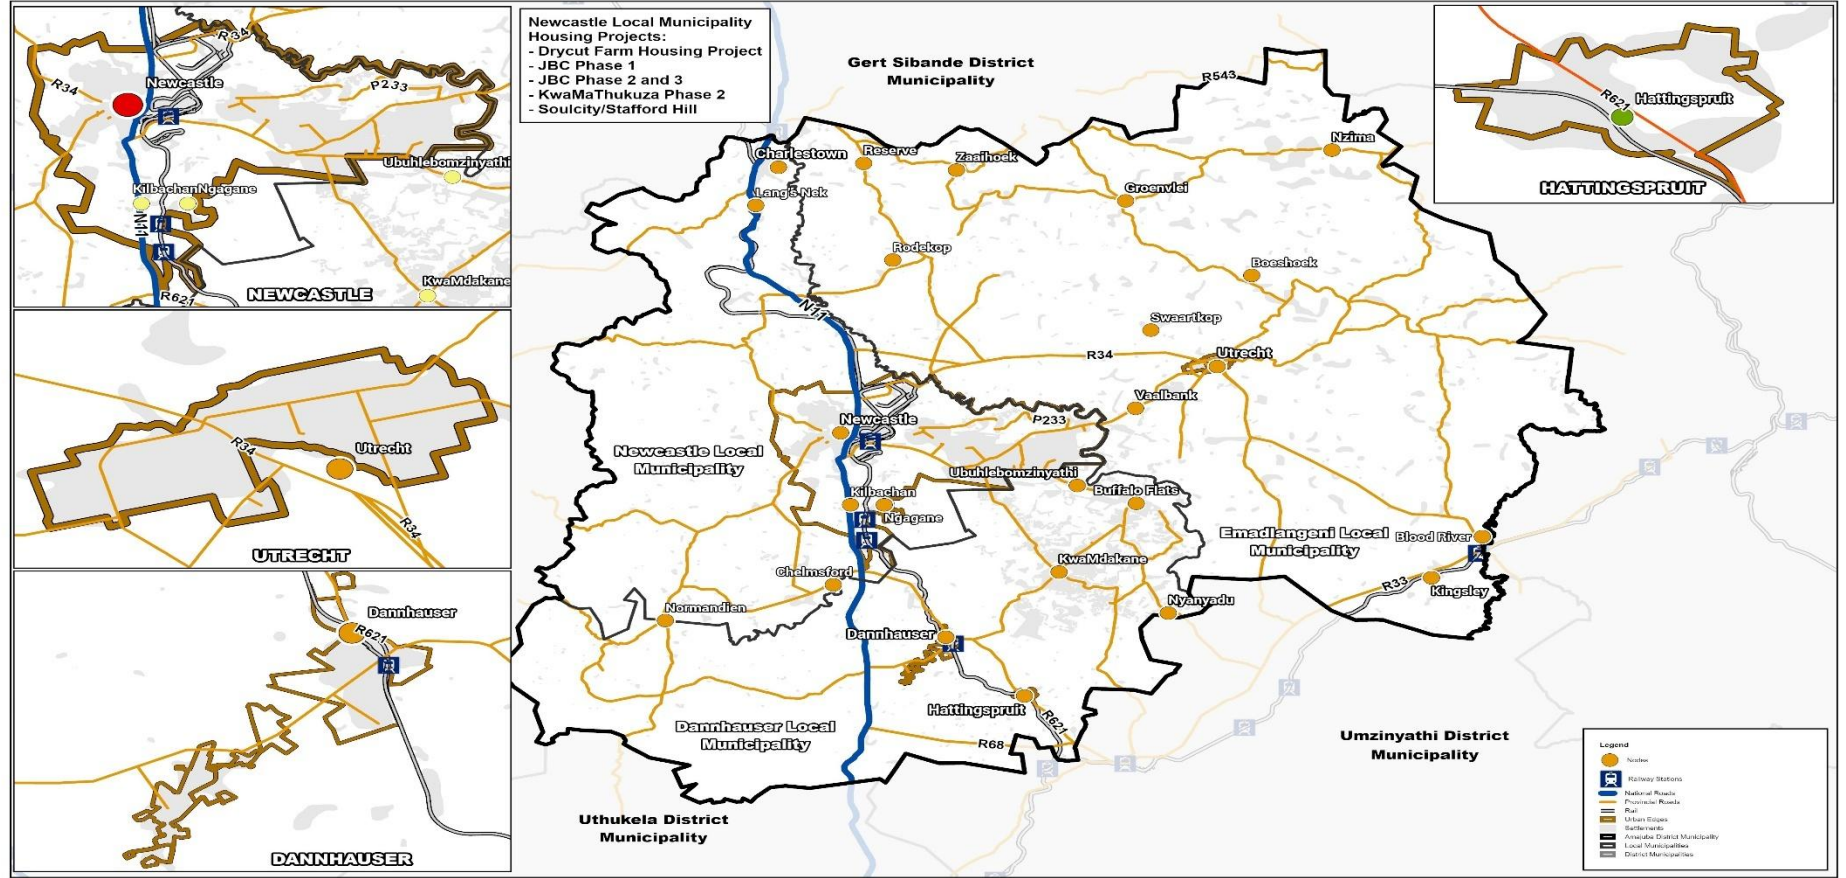 R34
R34
Newcastle
P233
Ubuhlebomzinyathi
Kilbachan
Ngagane
N11
KwaMdakane
R621
NEWCASTLE
R34
Utrecht
R34
UTRECHT
Dannhauser
R621
DANNHAUSER
Newcastle Local Municipality
Housing Projects:
- Drycut Farm Housing Project
- JBC Phase 1
- JBC Phase 2 and 3
- KwaMaThukuza Phase 2
- Soulcity/Stafford Hill
Gert Sibande District
Municipality
R543
Charlestown
Reserve
Zaaihoek
Nzima
Lang's Nek
Groenvlei
Rodekop
Boeshoek
N11
Swaartkop
R34
Utrecht
Vaalbank
Newcastle
P233
Newcastle Local
Municipality
Ubuhlebomzinyathi
Kilbachan
Buffalo Flats
Ngagane
Emadlangeni Local
Municipality
Blood River
KwaMdakane
Chelmsford
R33
Kingsley
Normandien
Nyanyadu
Dannhauser
Hattingspruit
R621
Dannhauser Local
Municipality
R68
Umzinyathi District
Municipality
Uthukela District
Municipality
R621
Hattingspruit
HATTINGSPRUIT
Legend
Nodes
Railway Stations
National Roads
Provincial Roads
Rail
Urban Edges
Settlements
Amajuba District Municipality
Local Municipalities
District Municipalities